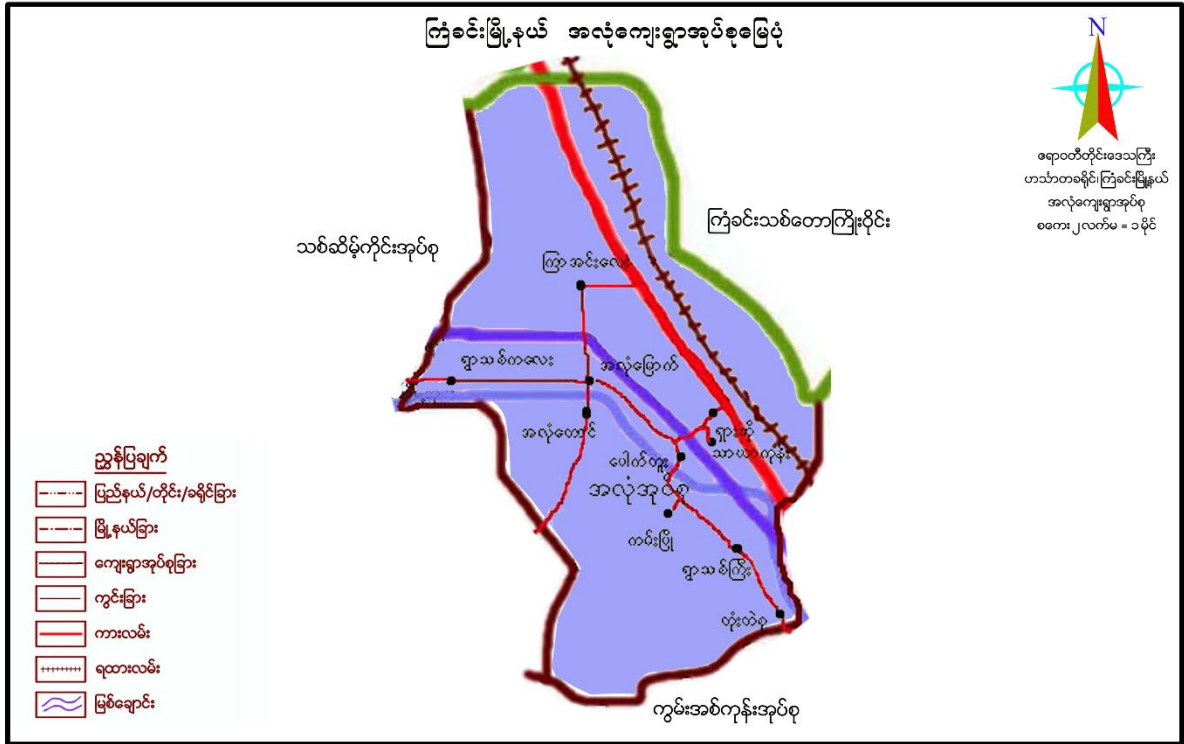 ကြံခင်းမြို့နယ် အလုံကျေးရွာအုပ်စုမြေပုံ
N
ဧရာဝတီတိုင်းဒေသကြီး
ဟင်္သာတခရိုင်၊ကြံခင်းမြို့နယ်
အလုံကျေးရွာအုပ်စု
စကေး ၂လက်မ = ၁မိုင်
ကြံခင်းသစ်တောကြိုးဝိုင်း
သစ်ဆိမ့်ကိုင်းအုပ်စု
ကြာအင်းလေး
ရွာသစ်ကလေး
အလုံမြောက်
အလုံတောင်
ရှားဆို
သာယာကုန်း
ပေါက်တူး
အလုံအုပ်စု
ကမ်းပြို
ရွာသစ်ကြီး
တုံးတဲစု
ကွမ်းအစ်ကုန်းအုပ်စု
ညွှန်ပြချက်
ပြည်နယ်/တိုင်း/ခရိုင်ခြား
မြို့နယ်ခြား
ကျေးရွာအုပ်စုခြား
ကွင်းခြား
ကားလမ်း
ရထားလမ်း
မြစ်ချောင်း